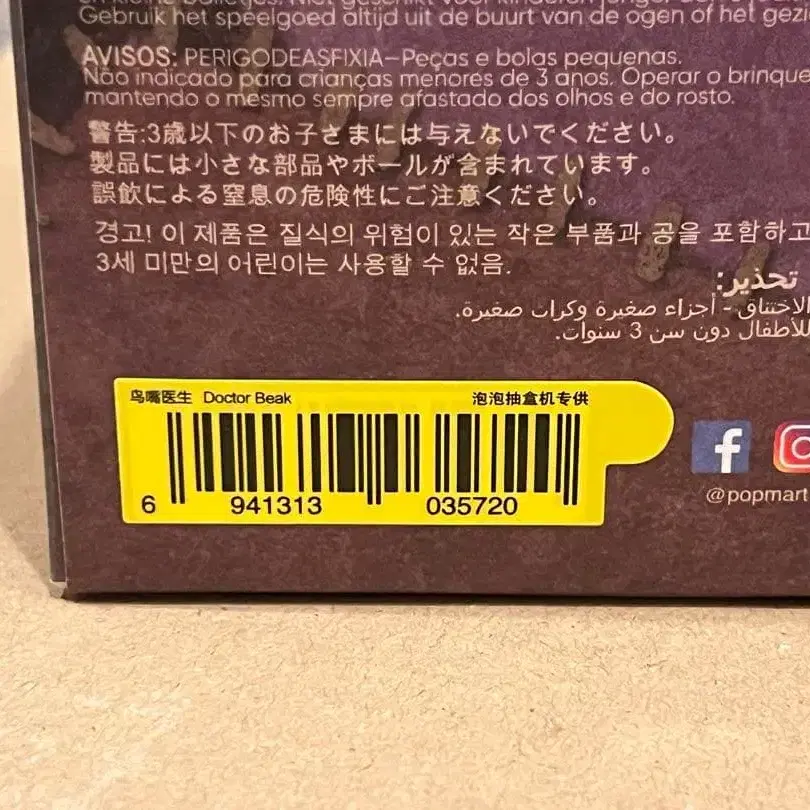 en kleine balletjes. Niet geschikt voor kinderen jonger
Gebruik het speelgoed altijd uit de buurt van de ogen of het
AVISOS: PERIGODEASFIXIA–Peças e bolas pequenas.
Não indicado para crianças menores de 3 anos. Operar o
mantendo o mesmo sempre afastado dos olhos e do rosto.
警告:3歳以下のお子さまには与えないでください。
製品には小さな部品やボールが含まれています。
誤飲による窒息の危険性にご注意ください。
경고! 이 제품은 질식의 위험이 있는 작은 부품과 공을 포함하고
3세 미만의 어린이는 사용할 수 없음.
تحذير:
الاختناق - أجزاء صغيرة وكرات صغيرة.
للأطفال دون سن 3 سنوات.
鸟嘴医生 Doctor Beak 泡泡抽盒机专供
6 941313 035720
@popmart